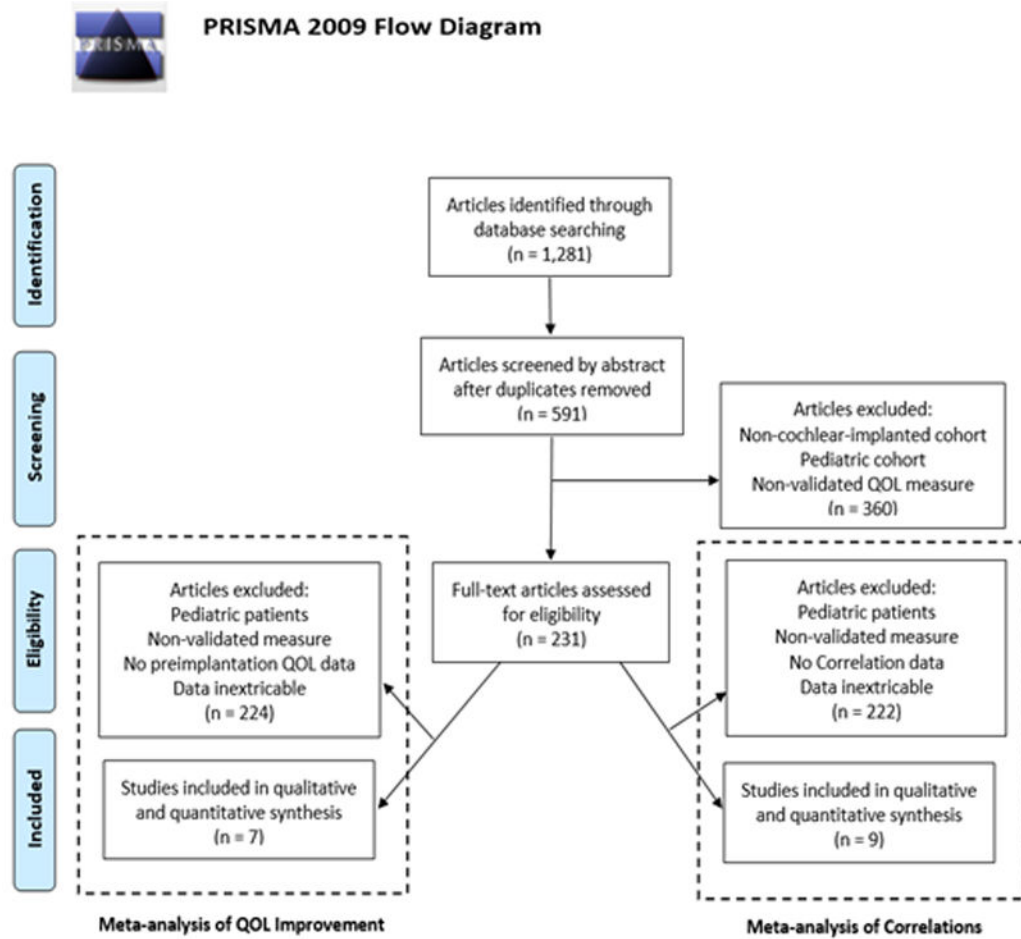 PRISMA
PRISMA 2009 Flow Diagram
Identification
Articles identified through
database searching
(n = 1,281)
Screening
Articles screened by abstract
after duplicates removed
(n = 591)
Articles excluded:
Non-cochlear-implanted cohort
Pediatric cohort
Non-validated QOL measure
(n = 360)
Eligibility
Articles excluded:
Pediatric patients
Non-validated measure
No preimplantation QOL data
Data inextricable
(n = 224)
Full-text articles assessed
for eligibility
(n = 231)
Articles excluded:
Pediatric patients
Non-validated measure
No Correlation data
Data inextricable
(n = 222)
Included
Studies included in qualitative
and quantitative synthesis
(n = 7)
Studies included in qualitative
and quantitative synthesis
(n = 9)
Meta-analysis of QOL Improvement
Meta-analysis of Correlations